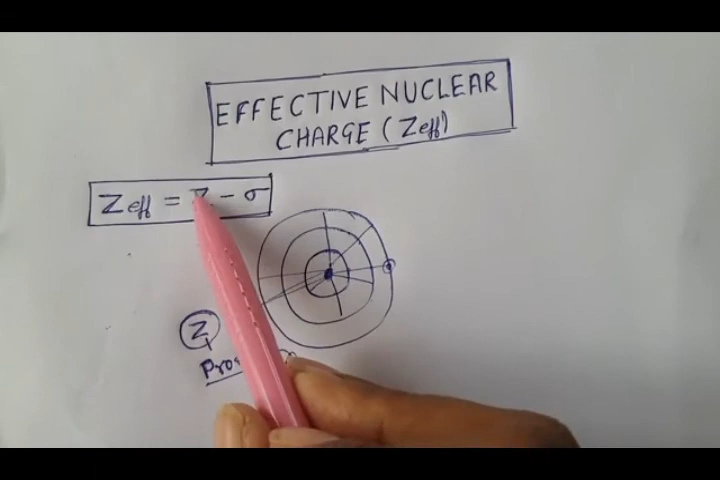 EFFECTIVE NUCLEAR
CHARGE (Zeff)
Zeff = Z - σ
Z